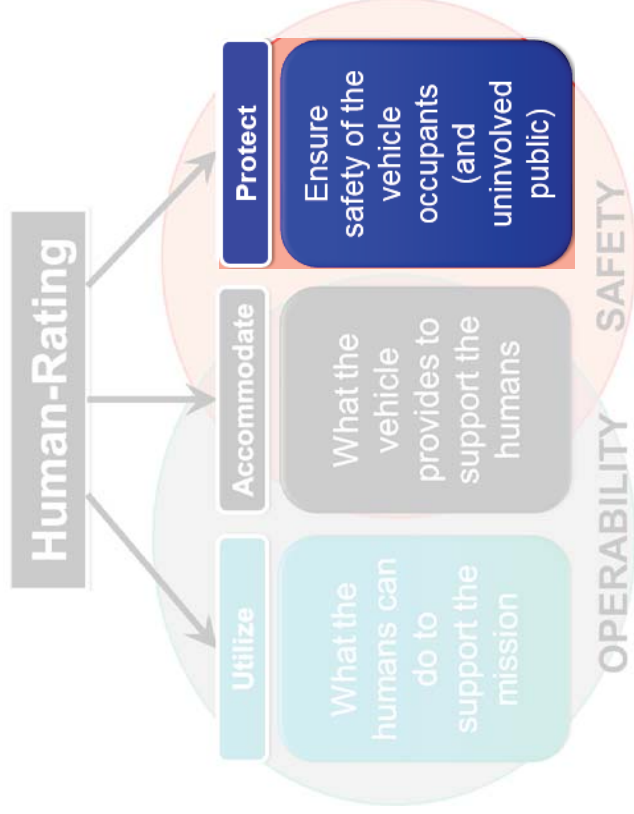 Human-Rating
Utilize
What the
humans can
do to
support the
mission
Accommodate
What the
vehicle
provides to
support the
humans
Protect
Ensure
safety of the
vehicle
occupants
(and
uninvolved
public)
OPERABILITY
SAFETY